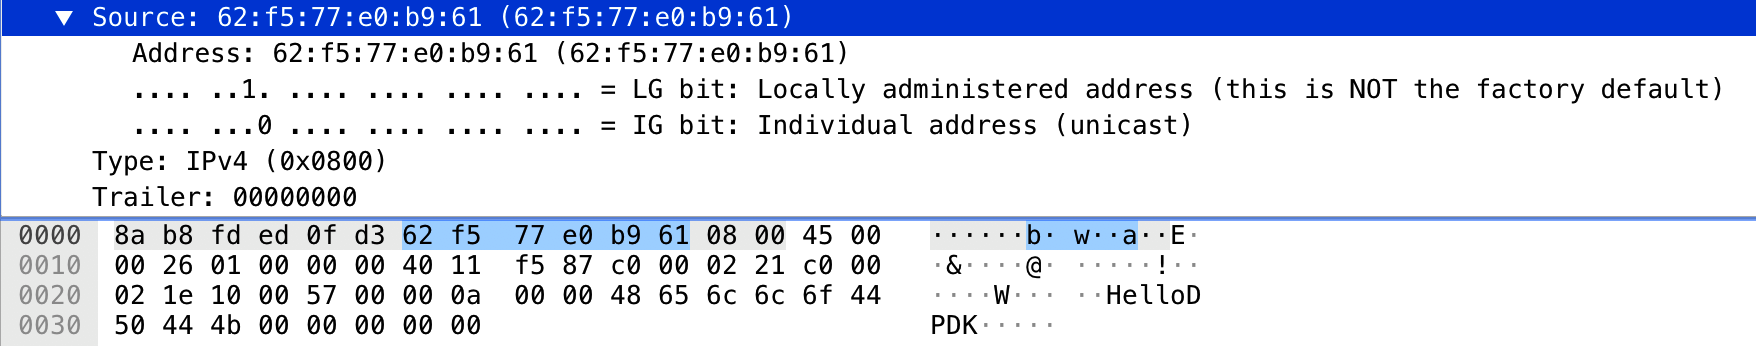 ▼ Source: 62:f5:77:e0:b9:61 (62:f5:77:e0:b9:61)
Address: 62:f5:77:e0:b9:61 (62:f5:77:e0:b9:61)
.... ..1. .... .... .... .... = LG bit: Locally administered address (this is NOT the factory default)
.... ...0 .... .... .... .... = IG bit: Individual address (unicast)
Type: IPv4 (0x0800)
Trailer: 00000000
0000 8a b8 fd ed 0f d3 62 f5 77 e0 b9 61 08 00 45 00 ······b· w··a··E·
0010 00 26 01 00 00 00 40 11 f5 87 c0 00 02 21 c0 00 ·&····@· ·····!··
0020 02 1e 10 00 57 00 00 0a 00 00 48 65 6c 6c 6f 44 ····W··· ··HelloD
0030 50 44 4b 00 00 00 00 00 PDK·····